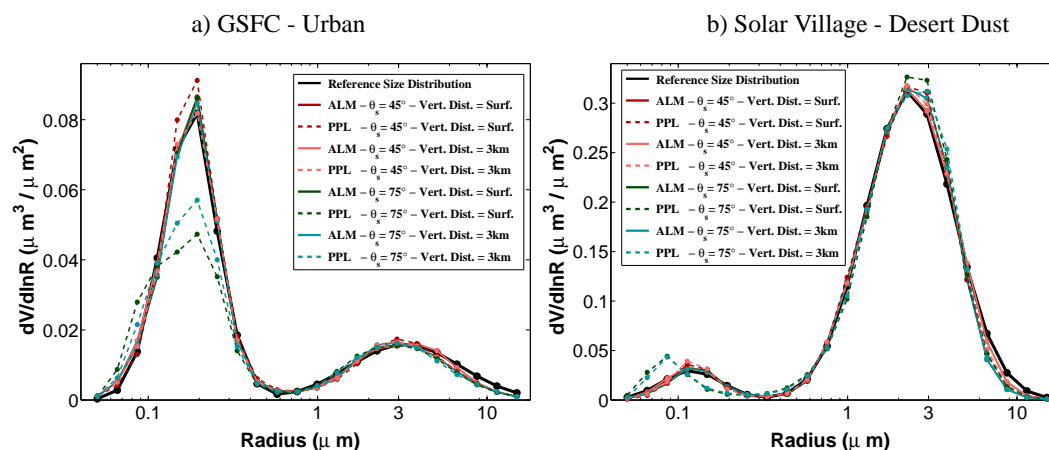 a) GSFC - Urban
b) Solar Village - Desert Dust
dV/dlnR (μ m³ / μ m²)
0.08
0.06
0.04
0.02
0
0.1
1
3
10
Radius (μ m)
Reference Size Distribution
ALM – θs = 45° – Vert. Dist. = Surf.
PPL – θs = 45° – Vert. Dist. = Surf.
ALM – θs = 45° – Vert. Dist. = 3km
PPL – θs = 45° – Vert. Dist. = 3km
ALM – θs = 75° – Vert. Dist. = Surf.
PPL – θs = 75° – Vert. Dist. = Surf.
ALM – θs = 75° – Vert. Dist. = 3km
PPL – θs = 75° – Vert. Dist. = 3km
dV/dlnR (μ m³ / μ m²)
0.3
0.25
0.2
0.15
0.1
0.05
0
0.1
1
3
10
Radius (μ m)
Reference Size Distribution
ALM – θs = 45° – Vert. Dist. = Surf.
PPL – θs = 45° – Vert. Dist. = Surf.
ALM – θs = 45° – Vert. Dist. = 3km
PPL – θs = 45° – Vert. Dist. = 3km
ALM – θs = 75° – Vert. Dist. = Surf.
PPL – θs = 75° – Vert. Dist. = Surf.
ALM – θs = 75° – Vert. Dist. = 3km
PPL – θs = 75° – Vert. Dist. = 3km